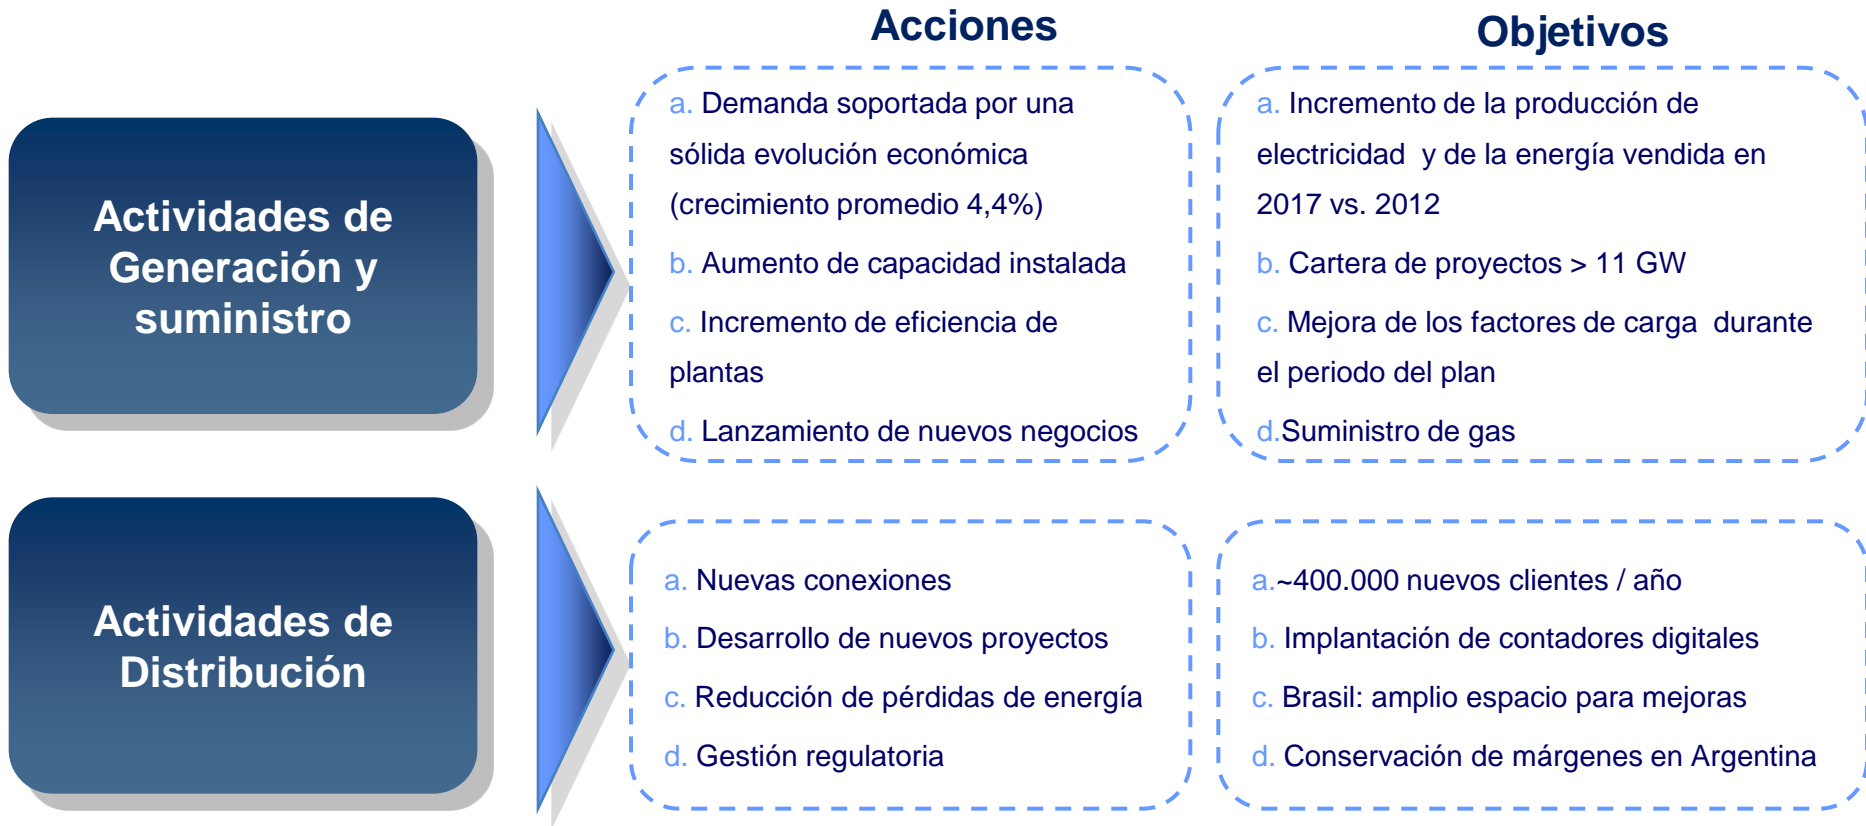 Acciones
Objetivos
Actividades de
Generación y
suministro
a. Demanda soportada por una
sólida evolución económica
(crecimiento promedio 4,4%)
b. Aumento de capacidad instalada
c. Incremento de eficiencia de
plantas
d. Lanzamiento de nuevos negocios
a. Incremento de la producción de
electricidad y de la energía vendida en
2017 vs. 2012
b. Cartera de proyectos > 11 GW
c. Mejora de los factores de carga durante
el periodo del plan
d.Suministro de gas
Actividades de
Distribución
a. Nuevas conexiones
b. Desarrollo de nuevos proyectos
c. Reducción de pérdidas de energía
d. Gestión regulatoria
a.~400.000 nuevos clientes / año
b. Implantación de contadores digitales
c. Brasil: amplio espacio para mejoras
d. Conservación de márgenes en Argentina